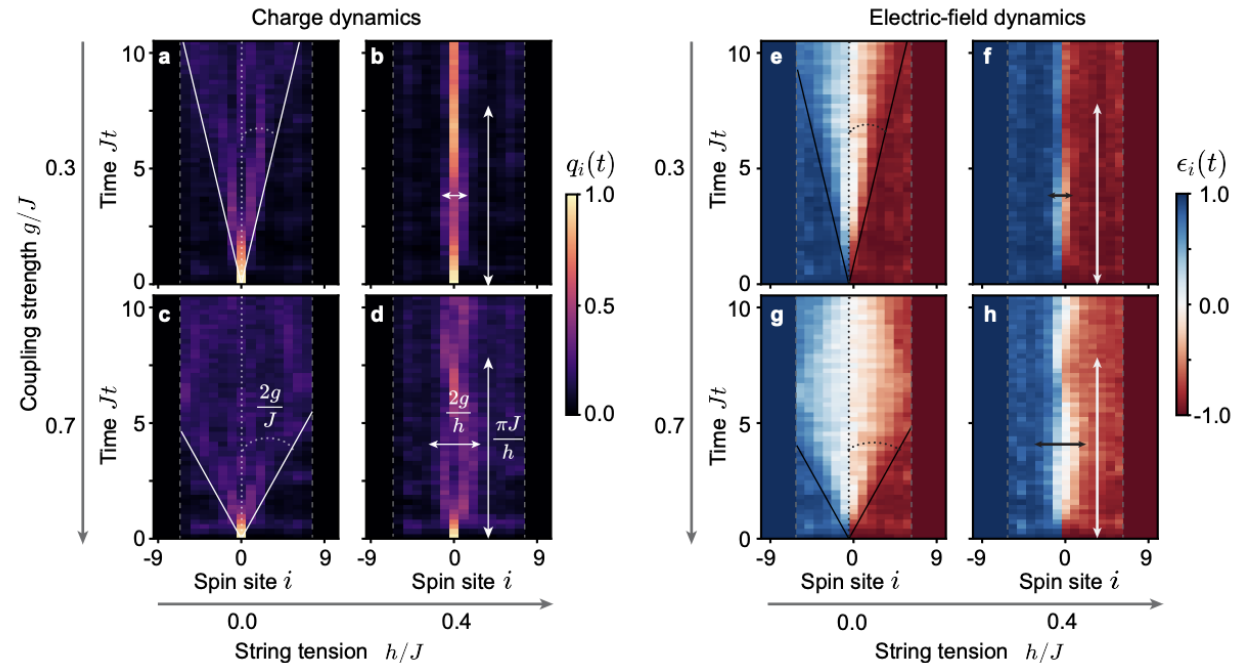 Charge dynamics
Electric-field dynamics
a
b
e
f
10
5
0
Time Jt
10
5
0
Time Jt
0.3
0.3
q_i(t)
1.0
0.5
0.0
ϵ_i(t)
1.0
0.0
-1.0
Coupling strength g/J
c
d
g
h
2g/J
2g/h
πJ/h
10
5
0
Time Jt
10
5
0
Time Jt
0.7
0.7
-9 0 9
-9 0 9
-9 0 9
-9 0 9
Spin site i
Spin site i
Spin site i
Spin site i
0.0
0.4
0.0
0.4
String tension h/J
String tension h/J